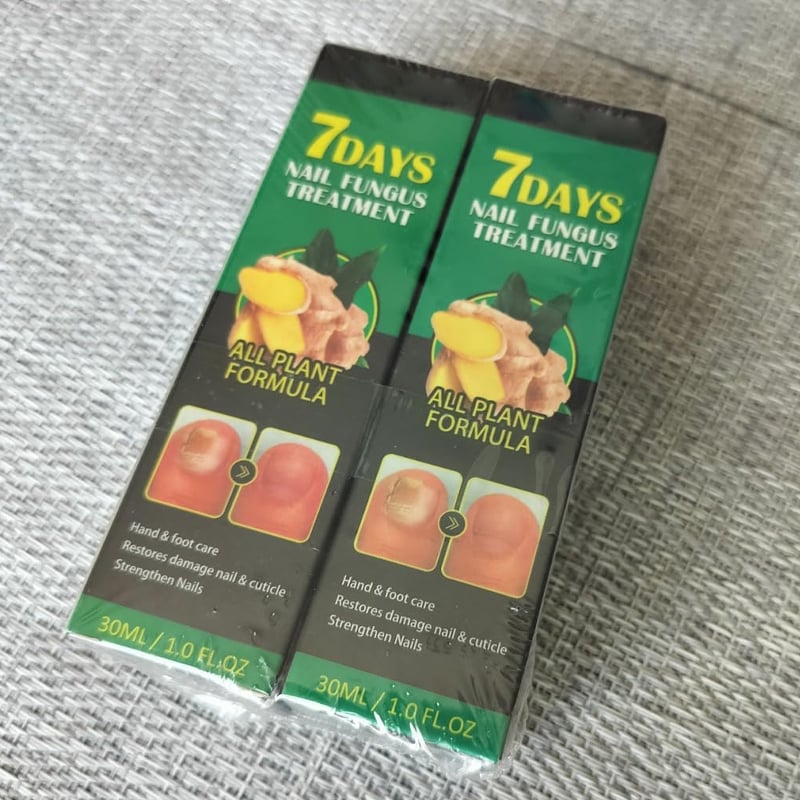 7DAYS
NAIL FUNGUS
TREATMENT
ALL PLANT
FORMULA
Hand & foot care
Restores damage nail & cuticle
Strengthen Nails
30ML / 1.0 FL.OZ
7DAYS
NAIL FUNGUS
TREATMENT
ALL PLANT
FORMULA
Hand & foot care
Restores damage nail & cuticle
Strengthen Nails
30ML / 1.0 FL.OZ